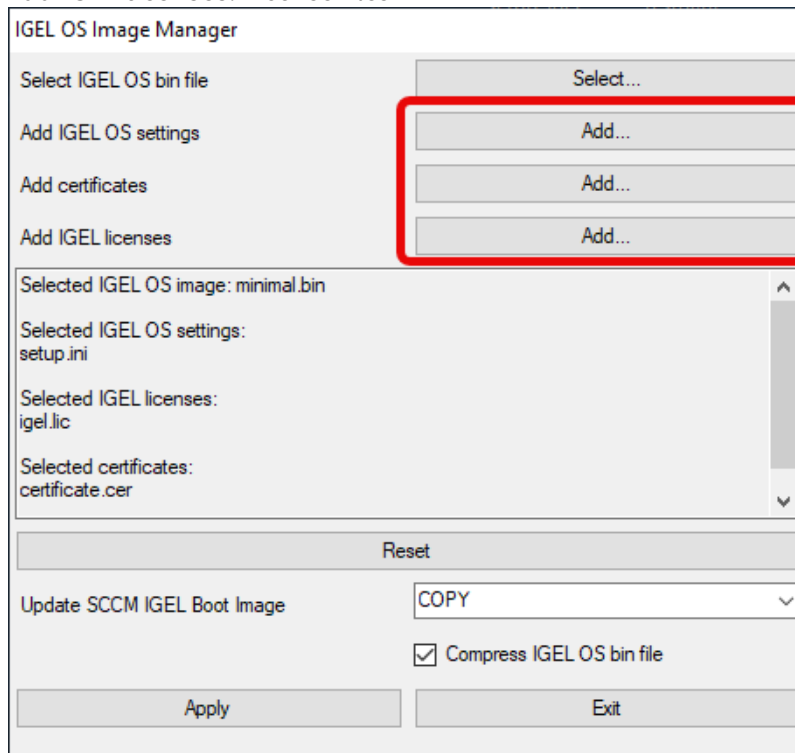 IGEL OS Image Manager
Select IGEL OS bin file Select...
Add IGEL OS settings Add...
Add certificates Add...
Add IGEL licenses Add...
Selected IGEL OS image: minimal.bin
Selected IGEL OS settings:
setup.ini
Selected IGEL licenses:
igel.lic
Selected certificates:
certificate.cer
Reset
Update SCCM IGEL Boot Image COPY
Compress IGEL OS bin file
Apply Exit